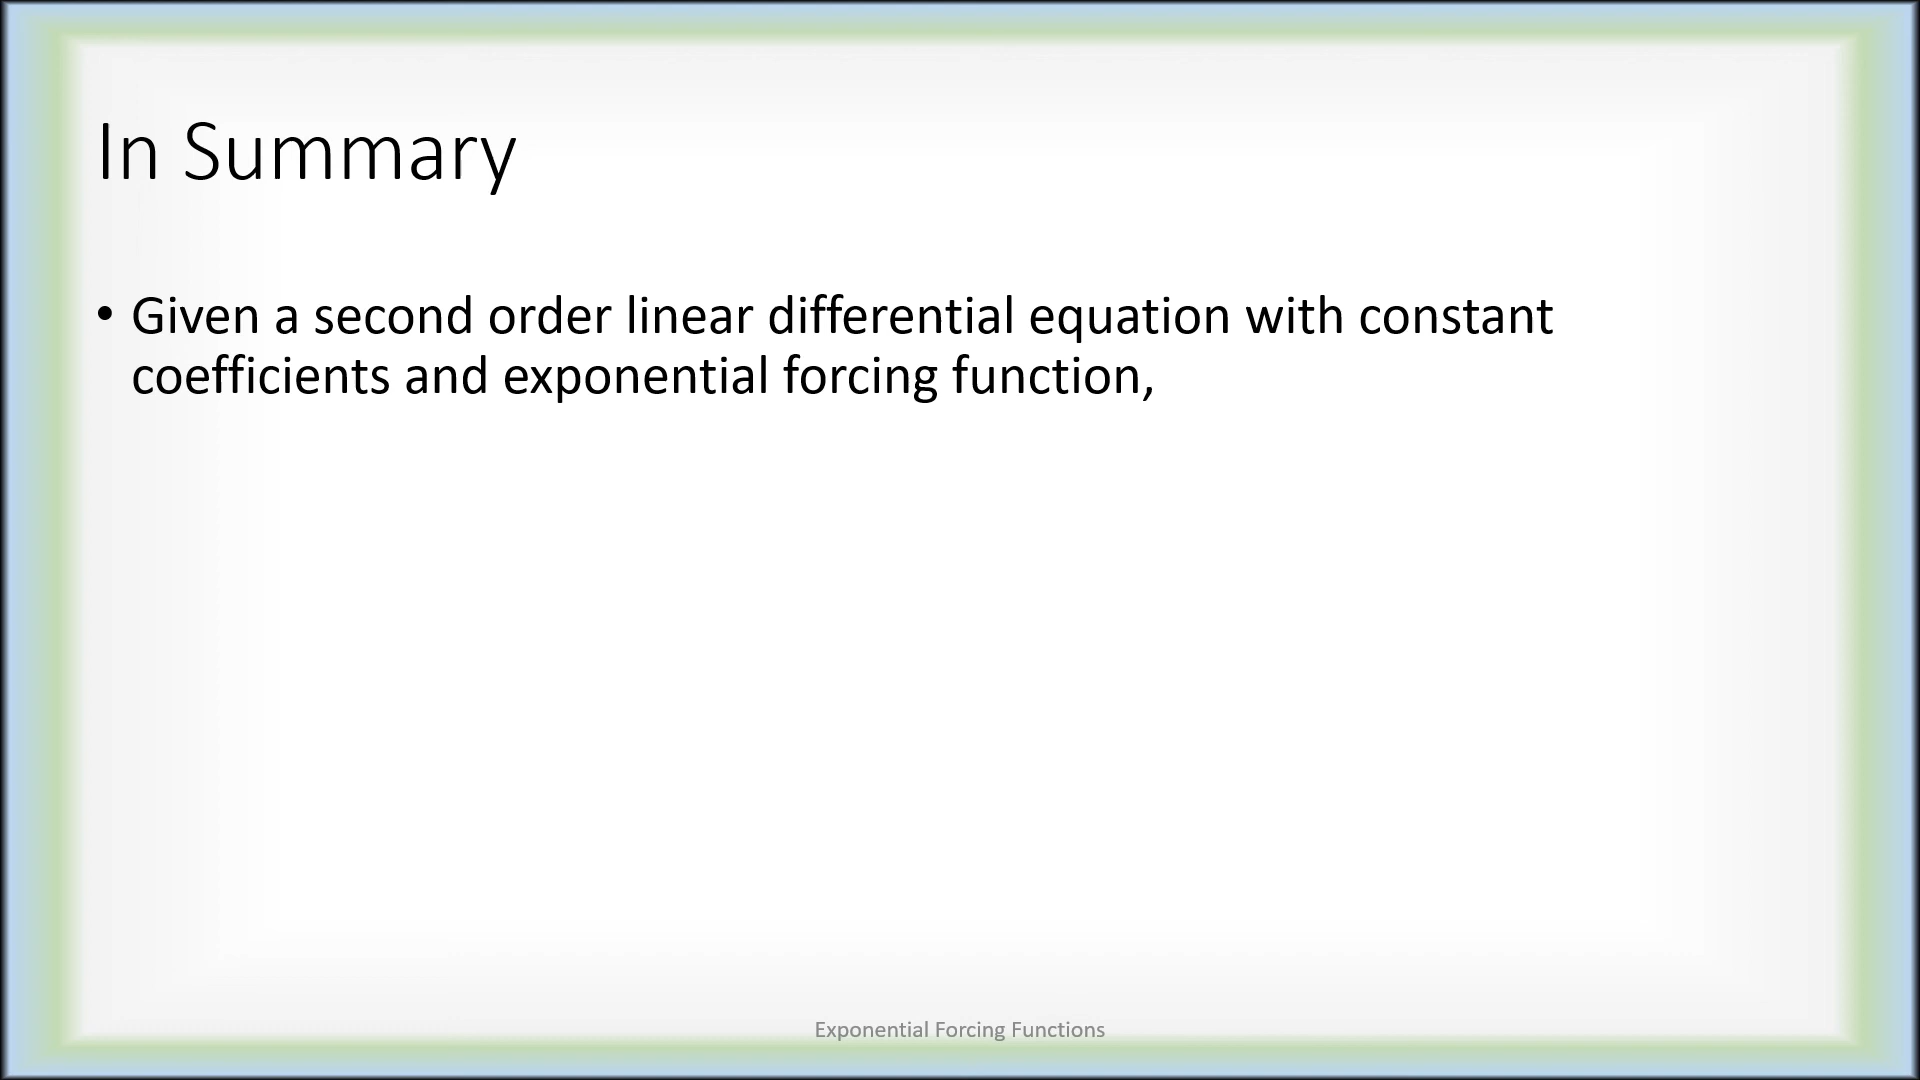 In Summary
• Given a second order linear differential equation with constant
coefficients and exponential forcing function,
Exponential Forcing Functions